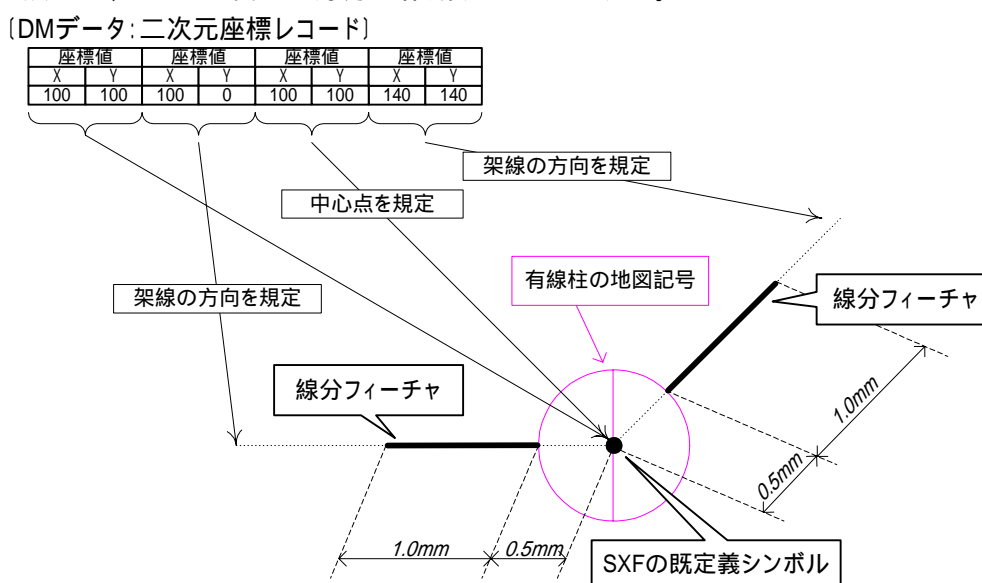 〔DMデータ:二次元座標レコード〕
座標値 座標値 座標値 座標値
X Y X Y X Y X Y
100 100 100 0 100 100 140 140
架線の方向を規定
中心点を規定
有線柱の地図記号
架線の方向を規定
線分フィーチャ
線分フィーチャ
1.0mm
0.5mm
1.0mm 0.5mm
SXFの既定義シンボル